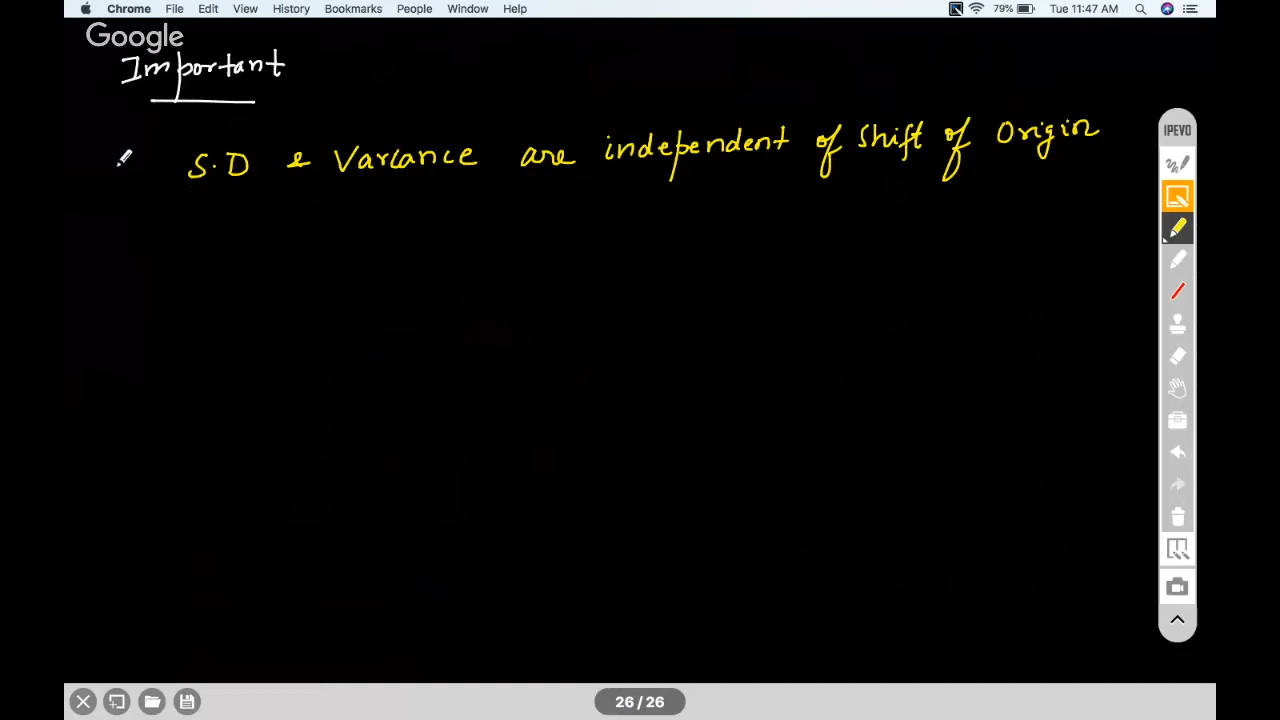 Chrome File Edit View History Bookmarks People Window Help 79% Tue 11:47 AM
Google
Important
S.D & Variance are independent of Shift of Origin
IPEVO
26 / 26